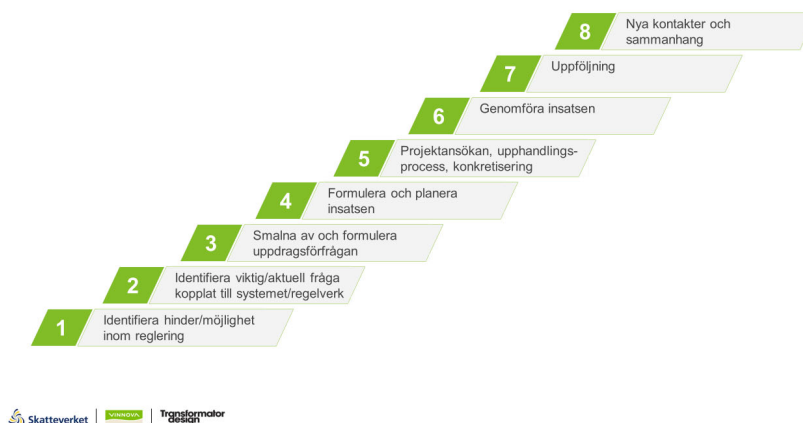 8
Nya kontakter och
sammanhang
7
Uppföljning
6
Genomföra insatsen
5
Projektansökan, upphandlings-
process, konkretisering
4
Formulera och planera
insatsen
3
Smalna av och formulera
uppdragsförfrågan
2
Identifiera viktig/aktuell fråga
kopplat till systemet/regelverk
1
Identifiera hinder/möjlighet
inom reglering
Skatteverket
VINNOVA
Transformator
design